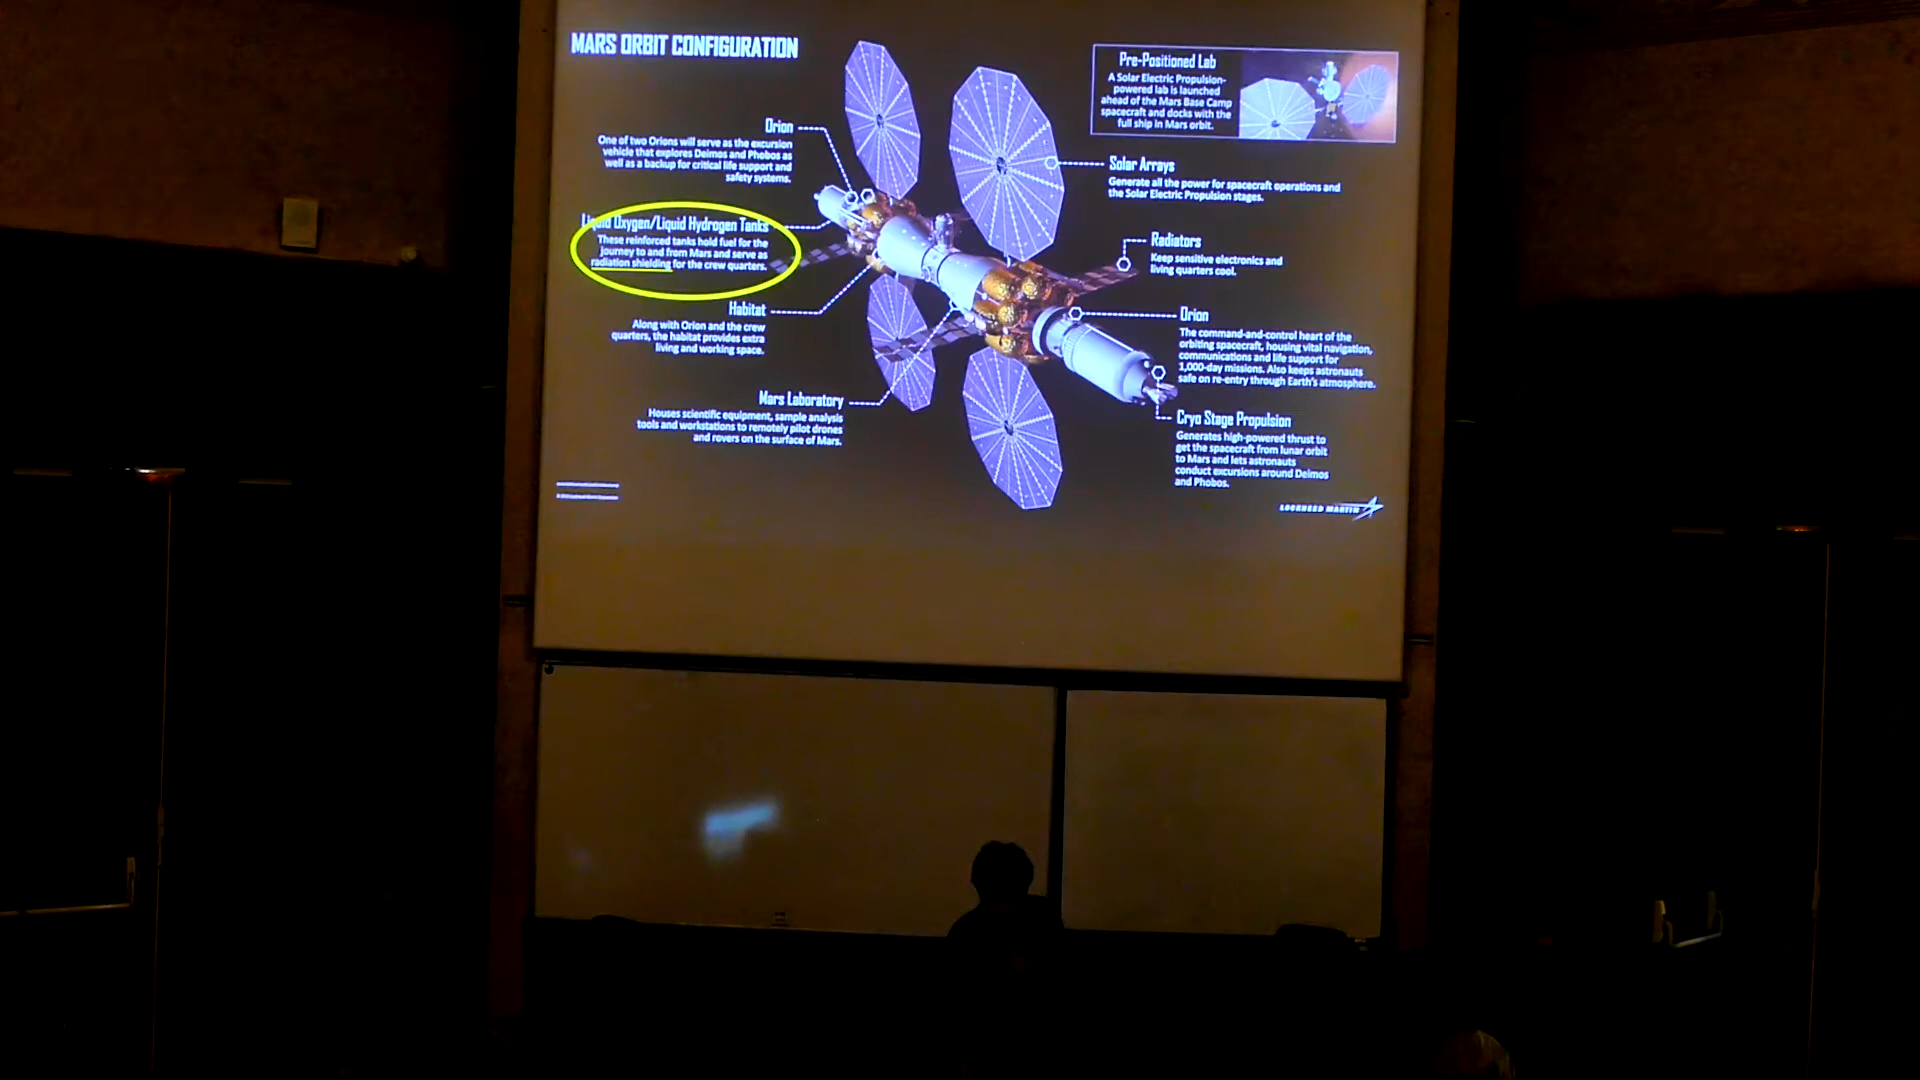 MARS ORBIT CONFIGURATION
Pre-Positioned Lab
A Solar Electric Propulsion-
powered lab is launched
ahead of the Mars Base Camp
spacecraft and docks with the
full ship in Mars orbit.
Orion
One of two Orions will serve as the excursion
vehicle that explores Deimos and Phobos as
well as a backup for critical life support and
safety systems.
Solar Arrays
Generate all the power for spacecraft operations and
the Solar Electric Propulsion stages.
Liquid Oxygen/Liquid Hydrogen Tanks
These reinforced tanks hold fuel for the
journey to and from Mars and serve as
radiation shielding for the crew quarters.
Radiators
Keep sensitive electronics and
living quarters cool.
Habitat
Along with Orion and the crew
quarters, the habitat provides extra
living and working space.
Orion
The command-and-control heart of the
orbiting spacecraft, housing vital navigation,
communications and life support for
1,000-day missions. Also keeps astronauts
safe on re-entry through Earth's atmosphere.
Mars Laboratory
Houses scientific equipment, sample analysis
tools and workstations to remotely pilot drones
and rovers on the surface of Mars.
Cryo Stage Propulsion
Generates high-powered thrust to
get the spacecraft from lunar orbit
to Mars and lets astronauts
conduct excursions around Deimos
and Phobos.
LOCKHEED MARTIN